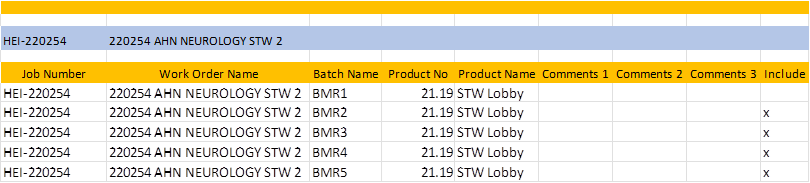 HEI-220254 220254 AHN NEUROLOGY STW 2
Job Number Work Order Name Batch Name Product No Product Name Comments 1 Comments 2 Comments 3 Include
HEI-220254 220254 AHN NEUROLOGY STW 2 BMR1 21.19 STW Lobby
HEI-220254 220254 AHN NEUROLOGY STW 2 BMR2 21.19 STW Lobby x
HEI-220254 220254 AHN NEUROLOGY STW 2 BMR3 21.19 STW Lobby x
HEI-220254 220254 AHN NEUROLOGY STW 2 BMR4 21.19 STW Lobby x
HEI-220254 220254 AHN NEUROLOGY STW 2 BMR5 21.19 STW Lobby x